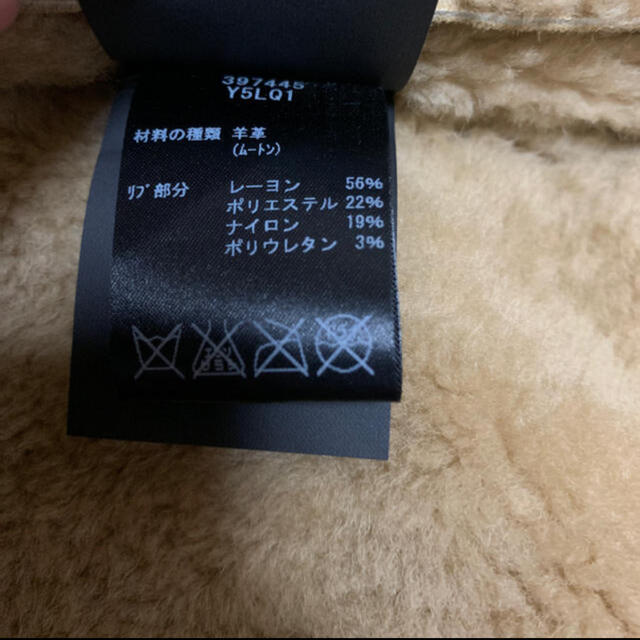 397445
Y5LQ1
材料の種類 羊革
(ムートン)
リブ部分 レーヨン 56%
ポリエステル 22%
ナイロン 19%
ポリウレタン 3%